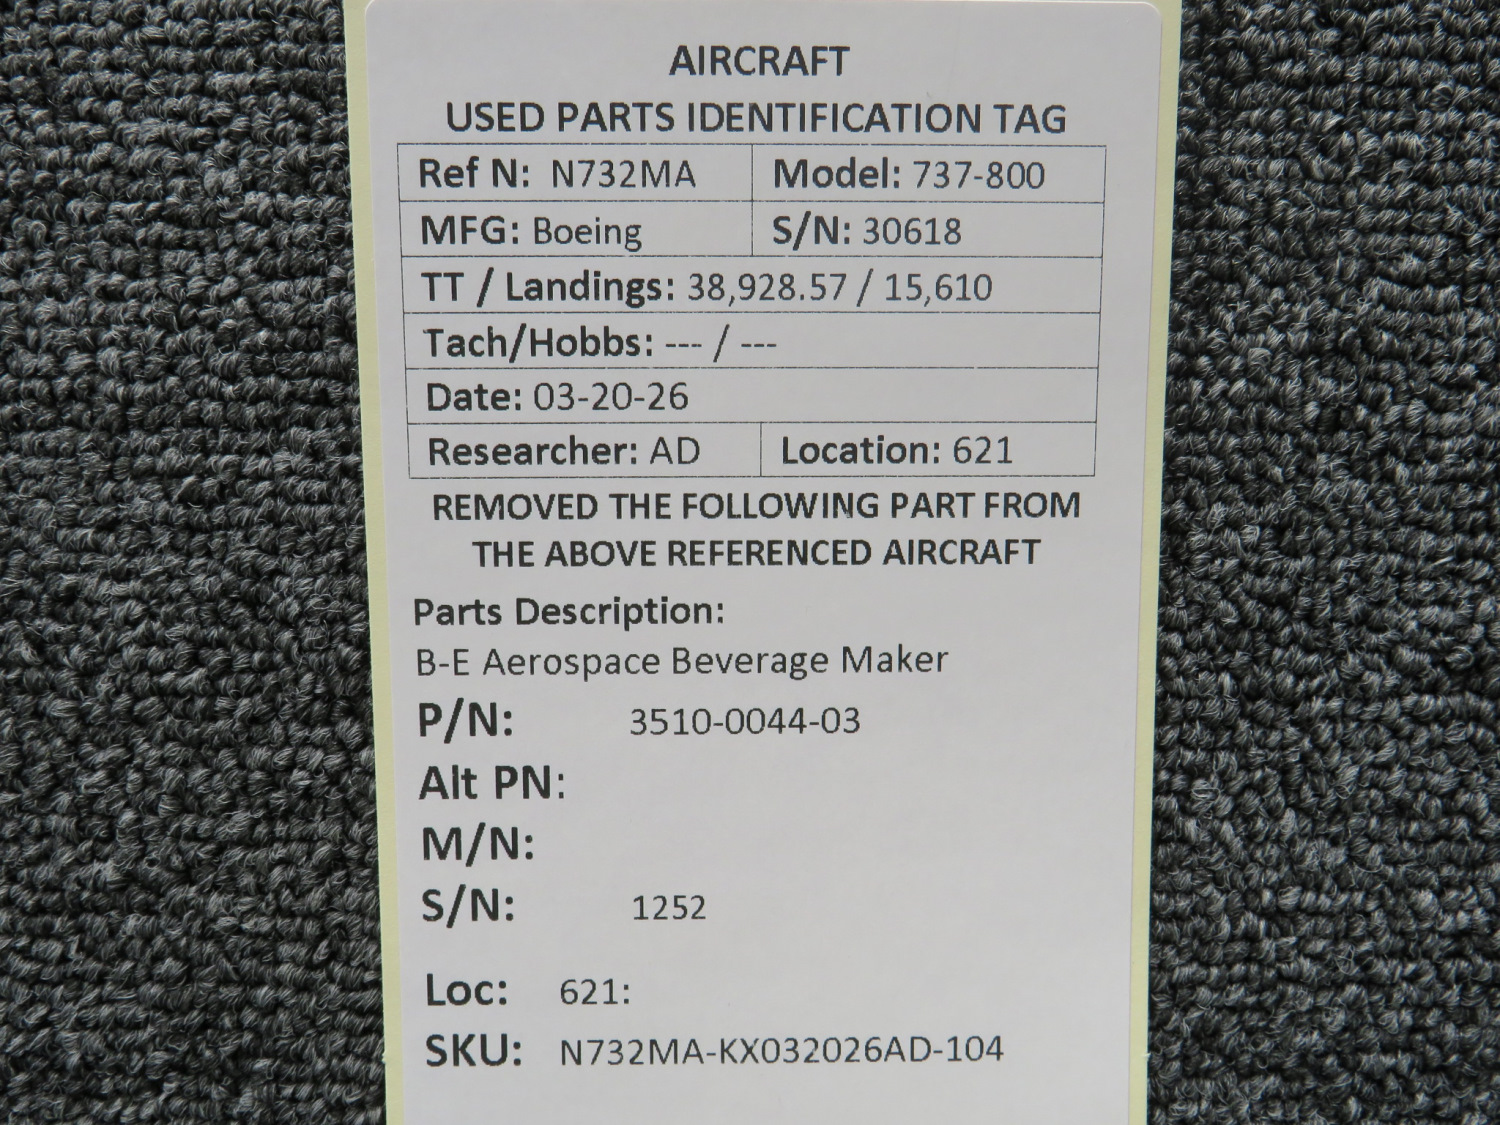 AIRCRAFT
USED PARTS IDENTIFICATION TAG
Ref N: N732MA Model: 737-800
MFG: Boeing S/N: 30618
TT / Landings: 38,928.57 / 15,610
Tach/Hobbs: --- / ---
Date: 03-20-26
Researcher: AD Location: 621
REMOVED THE FOLLOWING PART FROM
THE ABOVE REFERENCED AIRCRAFT
Parts Description:
B-E Aerospace Beverage Maker
P/N: 3510-0044-03
Alt PN:
M/N:
S/N: 1252
Loc: 621:
SKU: N732MA-KX032026AD-104